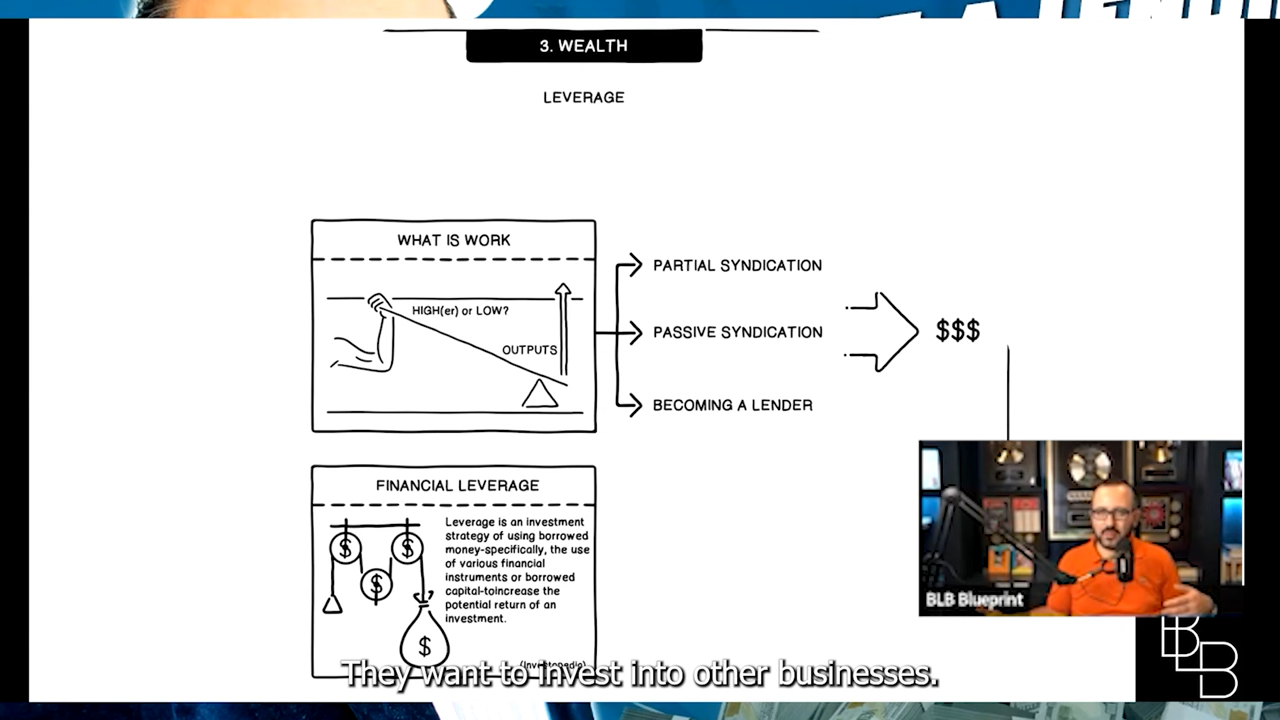 3. WEALTH
LEVERAGE
WHAT IS WORK
HIGH(er) or LOW?
OUTPUTS
PARTIAL SYNDICATION
PASSIVE SYNDICATION
BECOMING A LENDER
$$$
FINANCIAL LEVERAGE
$ $
$
$
Leverage is an investment
strategy of using borrowed
money-specifically, the use
of various financial
instruments or borrowed
capital-toincrease the
potential return of an
investment.
(Investopedia)
BLB Blueprint
BLB
They want to invest into other businesses.